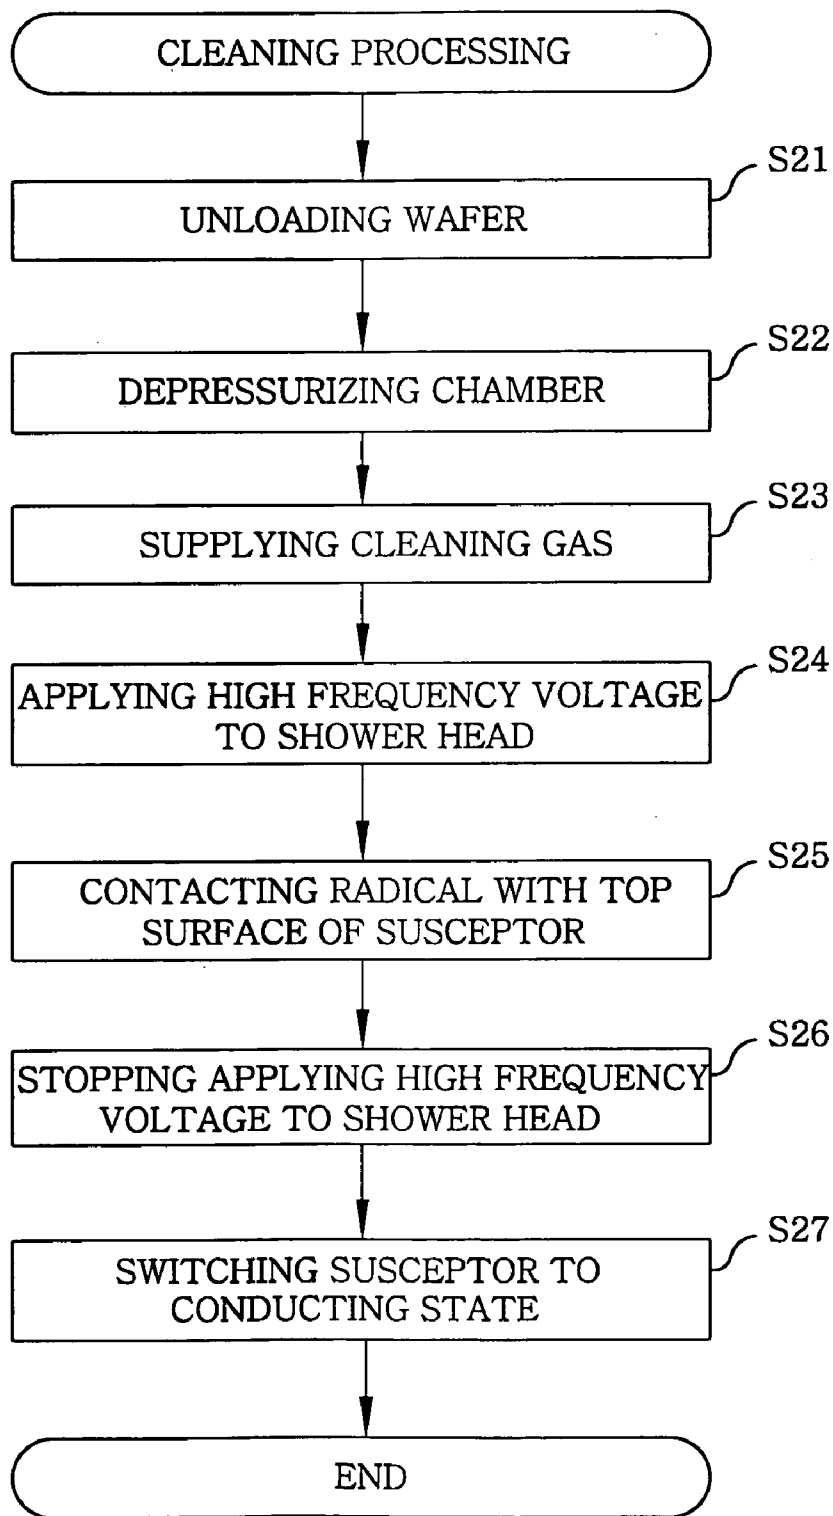 CLEANING PROCESSING
S21
UNLOADING WAFER
S22
DEPRESSURIZING CHAMBER
S23
SUPPLYING CLEANING GAS
S24
APPLYING HIGH FREQUENCY VOLTAGE
TO SHOWER HEAD
S25
CONTACTING RADICAL WITH TOP
SURFACE OF SUSCEPTOR
S26
STOPPING APPLYING HIGH FREQUENCY
VOLTAGE TO SHOWER HEAD
S27
SWITCHING SUSCEPTOR TO
CONDUCTING STATE
END